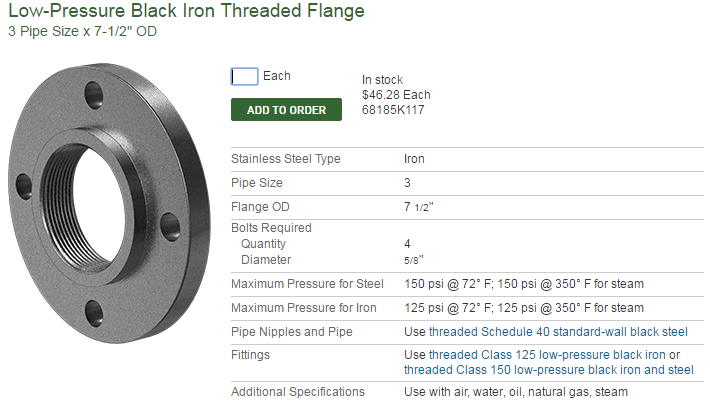 Low-Pressure Black Iron Threaded Flange
3 Pipe Size x 7-1/2" OD
Each
ADD TO ORDER
In stock
$46.28 Each
68185K117
Stainless Steel Type Iron
Pipe Size 3
Flange OD 7 1/2"
Bolts Required
Quantity 4
Diameter 5/8"
Maximum Pressure for Steel 150 psi @ 72° F; 150 psi @ 350° F for steam
Maximum Pressure for Iron 125 psi @ 72° F; 125 psi @ 350° F for steam
Pipe Nipples and Pipe Use threaded Schedule 40 standard-wall black steel
Fittings Use threaded Class 125 low-pressure black iron or
threaded Class 150 low-pressure black iron and steel
Additional Specifications Use with air, water, oil, natural gas, steam